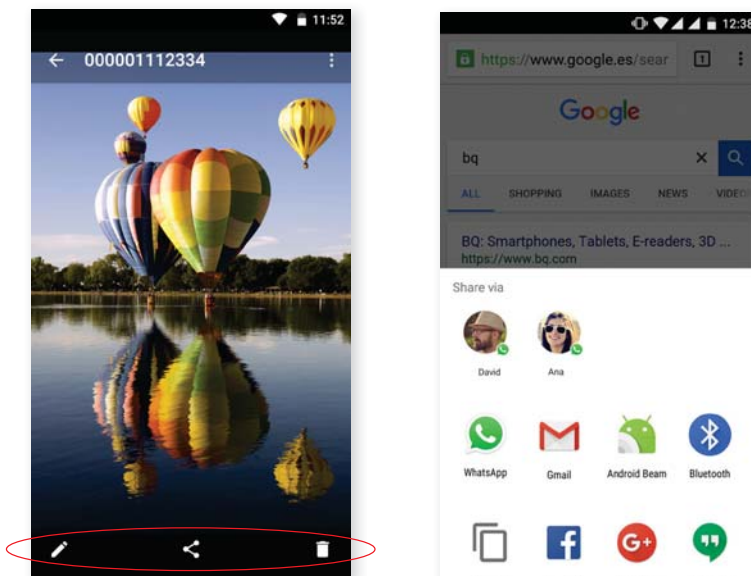 11:52
000001112334
12:38
https://www.google.es/sear
1
Google
bq
ALL SHOPPING IMAGES NEWS VIDEO
BQ: Smartphones, Tablets, E-readers, 3D ...
https://www.bq.com
Share via
David Ana
WhatsApp Gmail Android Beam Bluetooth
f G+